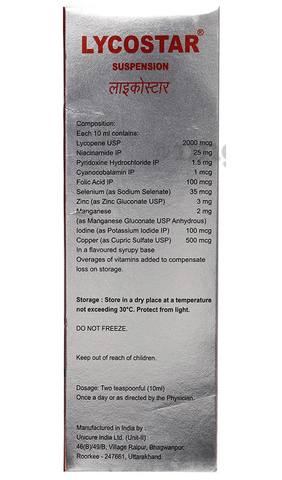 LYCOSTAR®
SUSPENSION
लाइकोस्टार
Composition:
Each 10 ml contains:
Lycopene USP 2000 mcg
Niacinamide IP 25 mg
Pyridoxine Hydrochloride IP 1.5 mg
Cyanocobalamin IP 1 mcg
Folic Acid IP 100 mcg
Selenium (as Sodium Selenate) 35 mcg
Zinc (as Zinc Gluconate USP) 3 mg
Manganese 2 mg
(as Manganese Gluconate USP Anhydrous)
Iodine (as Potassium Iodide IP) 100 mcg
Copper (as Cupric Sulfate USP) 500 mcg
In a flavoured syrupy base
Overages of vitamins added to compensate
loss on storage.
Storage : Store in a dry place at a temperature
not exceeding 30°C. Protect from light.
DO NOT FREEZE.
Keep out of reach of children.
Dosage: Two teaspoonful (10ml)
Once a day or as directed by the Physician.
Manufactured in India by :
Unicure India Ltd. (Unit-II)
46(B)/49/B, Village Raipur, Bhagwanpur,
Roorkee - 247661, Uttarakhand.